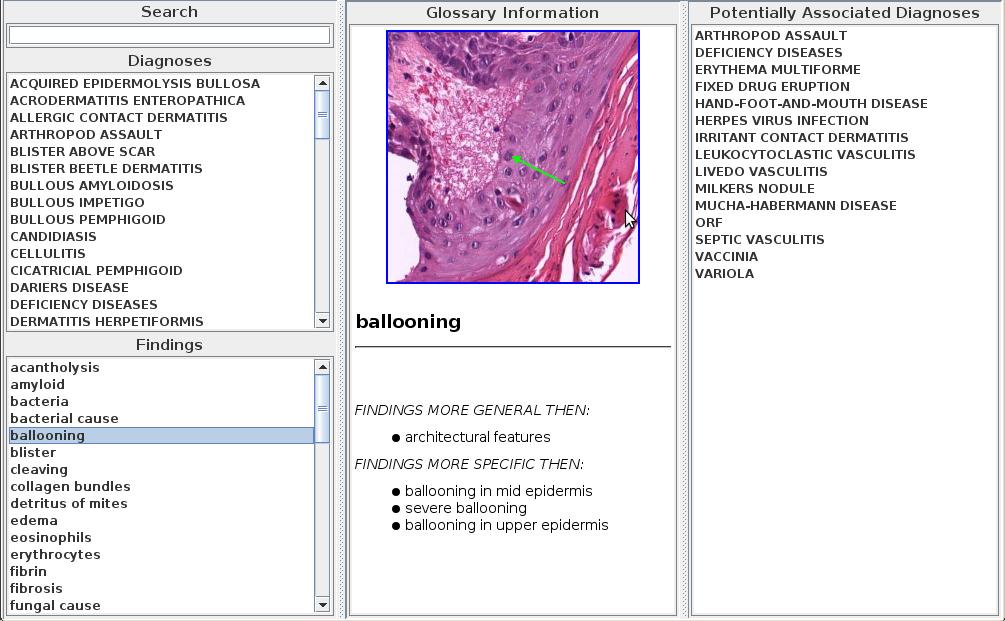 Search
Diagnoses
ACQUIRED EPIDERMOLYSIS BULLOSA
ACRODERMATITIS ENTEROPATHICA
ALLERGIC CONTACT DERMATITIS
ARTHROPOD ASSAULT
BLISTER ABOVE SCAR
BLISTER BEETLE DERMATITIS
BULLOUS AMYLOIDOSIS
BULLOUS IMPETIGO
BULLOUS PEMPHIGOID
CANDIDIASIS
CELLULITIS
CICATRICIAL PEMPHIGOID
DARIERS DISEASE
DEFICIENCY DISEASES
DERMATITIS HERPETIFORMIS
Findings
acantholysis
amyloid
bacteria
bacterial cause
ballooning
blister
cleaving
collagen bundles
detritus of mites
edema
eosinophils
erythrocytes
fibrin
fibrosis
fungal cause
Glossary Information
ballooning
FINDINGS MORE GENERAL THEN:
● architectural features
FINDINGS MORE SPECIFIC THEN:
● ballooning in mid epidermis
● severe ballooning
● ballooning in upper epidermis
Potentially Associated Diagnoses
ARTHROPOD ASSAULT
DEFICIENCY DISEASES
ERYTHEMA MULTIFORME
FIXED DRUG ERUPTION
HAND-FOOT-AND-MOUTH DISEASE
HERPES VIRUS INFECTION
IRRITANT CONTACT DERMATITIS
LEUKOCYTOCLASTIC VASCULITIS
LIVEDO VASCULITIS
MILKERS NODULE
MUCHA-HABERMANN DISEASE
ORF
SEPTIC VASCULITIS
VACCINIA
VARIOLA